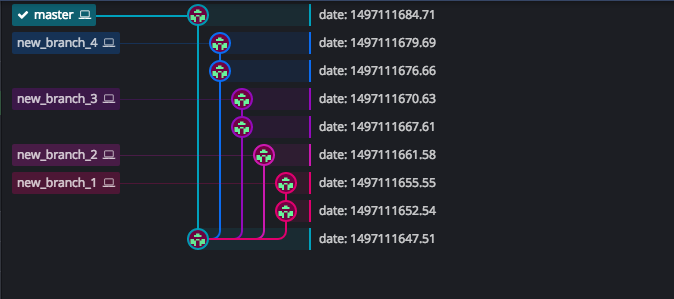 master date: 1497111684.71
new_branch_4 date: 1497111679.69
date: 1497111676.66
new_branch_3 date: 1497111670.63
date: 1497111667.61
new_branch_2 date: 1497111661.58
new_branch_1 date: 1497111655.55
date: 1497111652.54
date: 1497111647.51